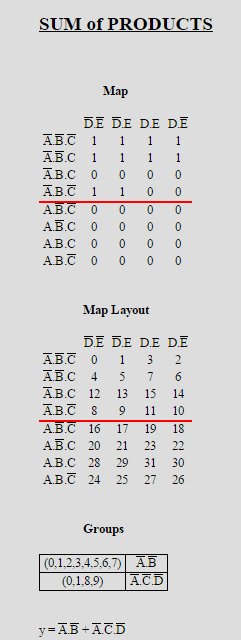 SUM of PRODUCTS
Map
D̅.E̅ D̅.E D.E D.E̅
A̅.B̅.C̅ 1 1 1 1
A̅.B̅.C 1 1 1 1
A̅.B.C 0 0 0 0
A̅.B.C̅ 1 1 0 0
A.B̅.C̅ 0 0 0 0
A.B̅.C 0 0 0 0
A.B.C 0 0 0 0
A.B.C̅ 0 0 0 0
Map Layout
D̅.E̅ D̅.E D.E D.E̅
A̅.B̅.C̅ 0 1 3 2
A̅.B̅.C 4 5 7 6
A̅.B.C 12 13 15 14
A̅.B.C̅ 8 9 11 10
A.B̅.C̅ 16 17 19 18
A.B̅.C 20 21 23 22
A.B.C 28 29 31 30
A.B.C̅ 24 25 27 26
Groups
(0,1,2,3,4,5,6,7) A̅.B̅
(0,1,8,9) A̅.C̅.D̅
y = A̅.B̅ + A̅.C̅.D̅